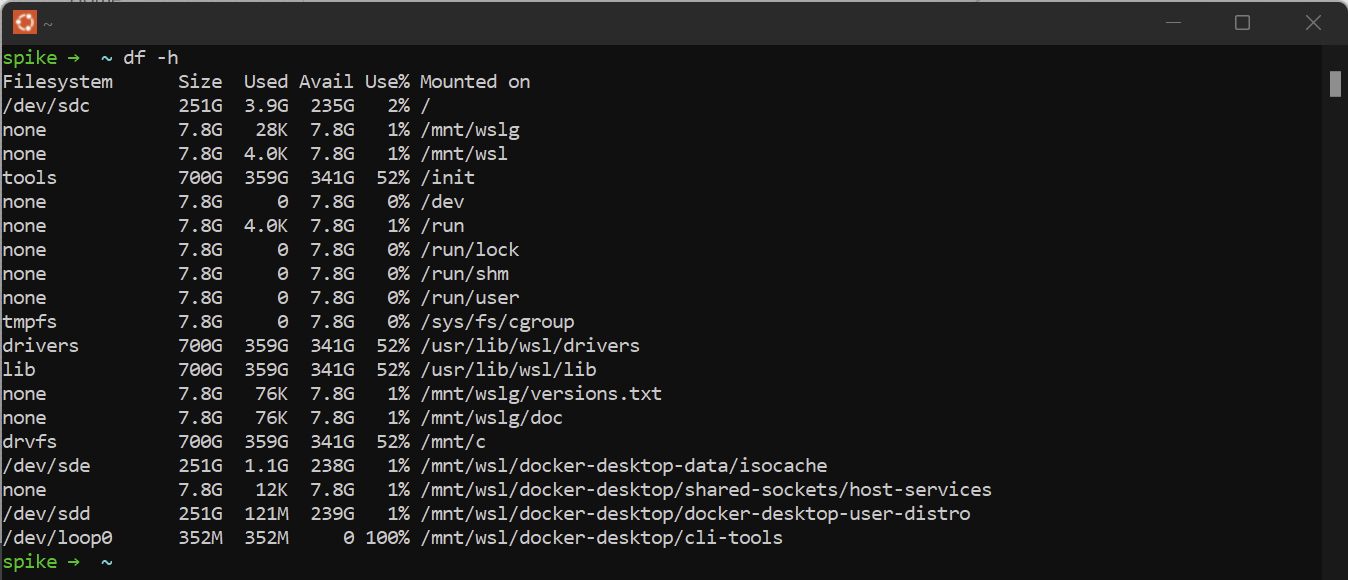 ~
spike → ~ df -h
Filesystem      Size  Used Avail Use% Mounted on
/dev/sdc        251G  3.9G  235G   2% /
none            7.8G   28K  7.8G   1% /mnt/wslg
none            7.8G  4.0K  7.8G   1% /mnt/wsl
tools           700G  359G  341G  52% /init
none            7.8G     0  7.8G   0% /dev
none            7.8G  4.0K  7.8G   1% /run
none            7.8G     0  7.8G   0% /run/lock
none            7.8G     0  7.8G   0% /run/shm
none            7.8G     0  7.8G   0% /run/user
tmpfs           7.8G     0  7.8G   0% /sys/fs/cgroup
drivers         700G  359G  341G  52% /usr/lib/wsl/drivers
lib             700G  359G  341G  52% /usr/lib/wsl/lib
none            7.8G   76K  7.8G   1% /mnt/wslg/versions.txt
none            7.8G   76K  7.8G   1% /mnt/wslg/doc
drvfs           700G  359G  341G  52% /mnt/c
/dev/sde        251G  1.1G  238G   1% /mnt/wsl/docker-desktop-data/isocache
none            7.8G   12K  7.8G   1% /mnt/wsl/docker-desktop/shared-sockets/host-services
/dev/sdd        251G  121M  239G   1% /mnt/wsl/docker-desktop/docker-desktop-user-distro
/dev/loop0      352M  352M     0 100% /mnt/wsl/docker-desktop/cli-tools
spike → ~